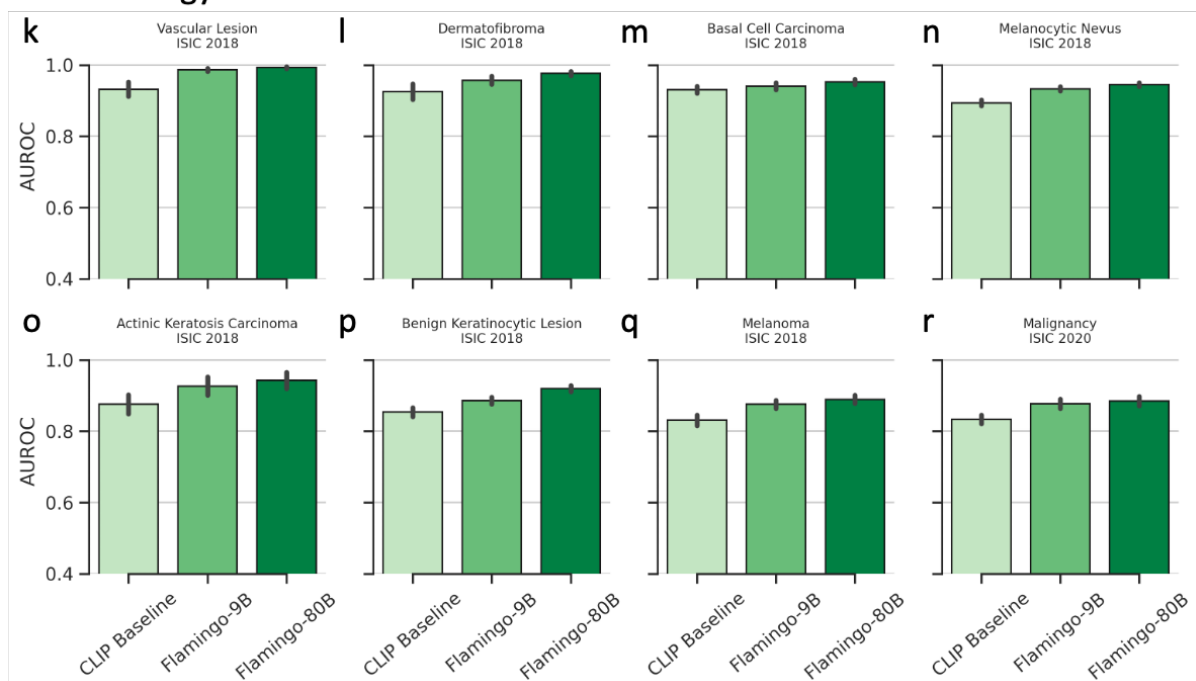 k
Vascular Lesion
ISIC 2018
l
Dermatofibroma
ISIC 2018
m
Basal Cell Carcinoma
ISIC 2018
n
Melanocytic Nevus
ISIC 2018
AUROC
1.0
0.8
0.6
0.4
o
Actinic Keratosis Carcinoma
ISIC 2018
p
Benign Keratinocytic Lesion
ISIC 2018
q
Melanoma
ISIC 2018
r
Malignancy
ISIC 2020
AUROC
1.0
0.8
0.6
0.4
CLIP Baseline
Flamingo-9B
Flamingo-80B
CLIP Baseline
Flamingo-9B
Flamingo-80B
CLIP Baseline
Flamingo-9B
Flamingo-80B
CLIP Baseline
Flamingo-9B
Flamingo-80B